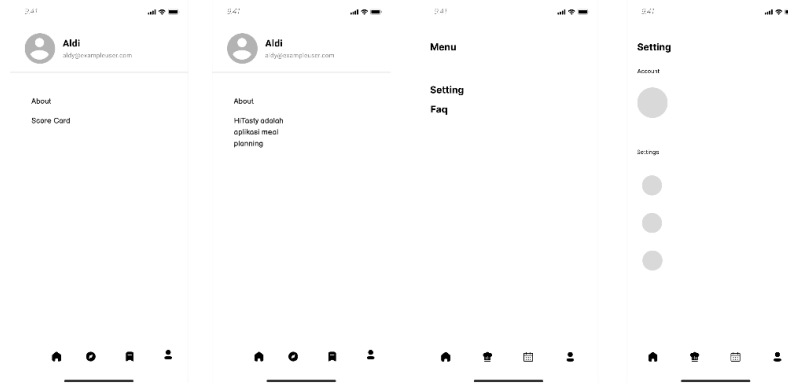 9:41
Aldi
aldy@exampleuser.com
About
Score Card
9:41
Aldi
aldy@exampleuser.com
About
HiTasty adalah
aplikasi meal
planning
9:41
Menu
Setting
Faq
9:41
Setting
Account
Settings